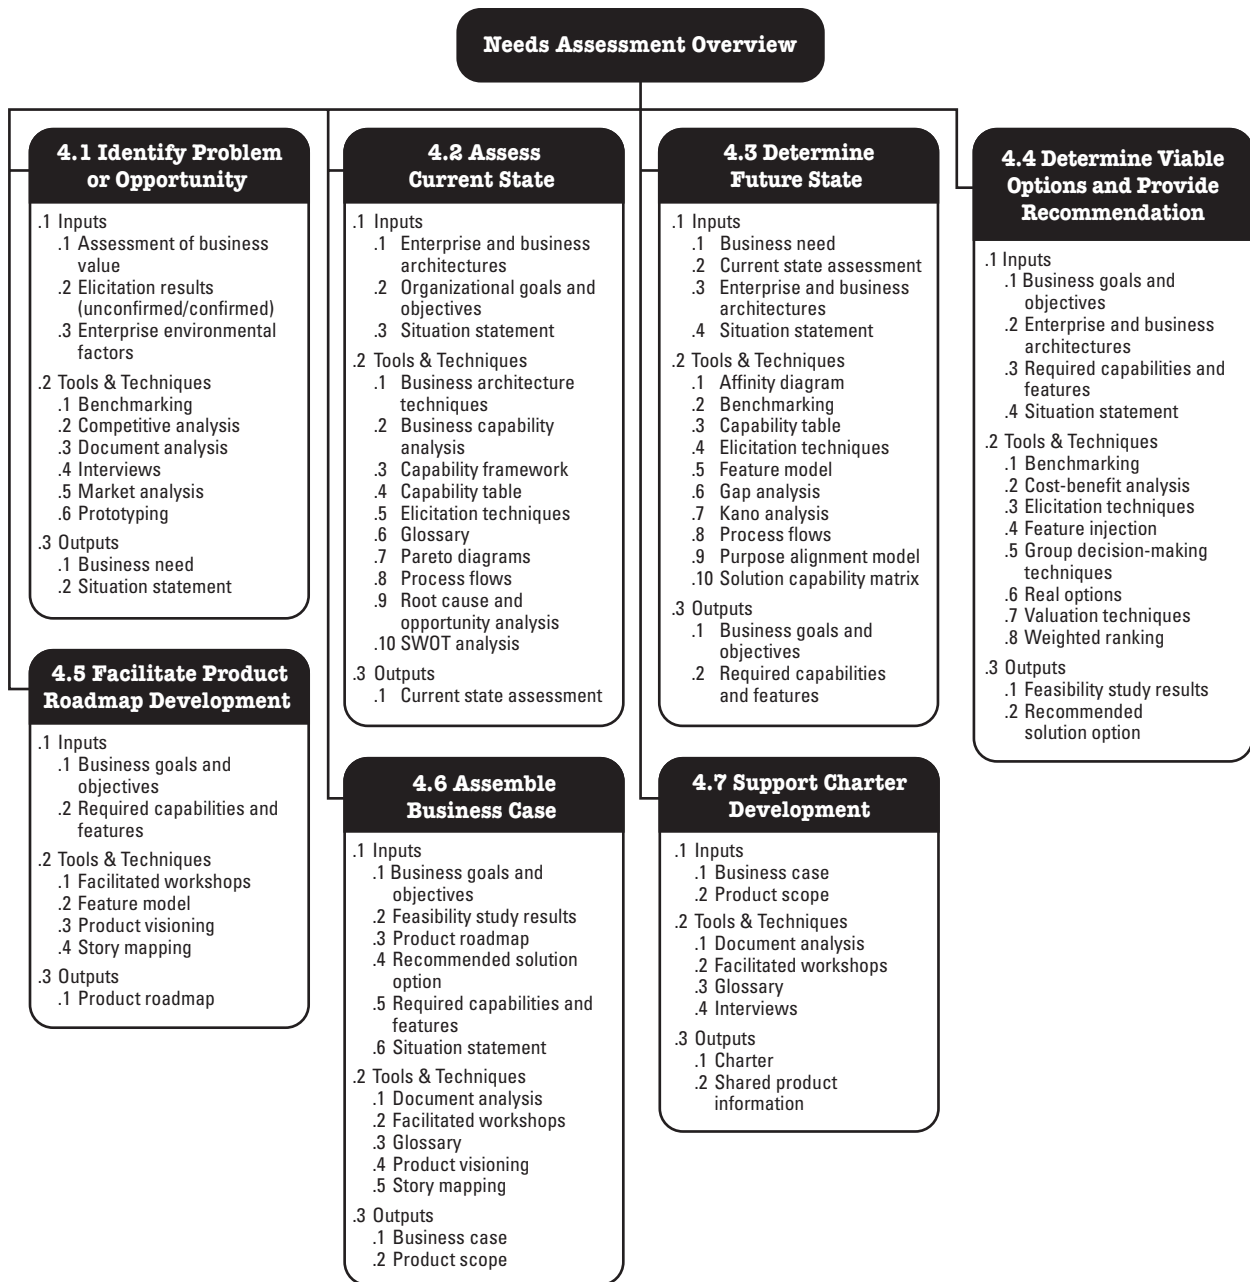 Needs Assessment Overview
4.1 Identify Problem
or Opportunity
.1 Inputs
.1 Assessment of business
value
.2 Elicitation results
(unconfirmed/confirmed)
.3 Enterprise environmental
factors
.2 Tools & Techniques
.1 Benchmarking
.2 Competitive analysis
.3 Document analysis
.4 Interviews
.5 Market analysis
.6 Prototyping
.3 Outputs
.1 Business need
.2 Situation statement
4.2 Assess
Current State
.1 Inputs
.1 Enterprise and business
architectures
.2 Organizational goals and
objectives
.3 Situation statement
.2 Tools & Techniques
.1 Business architecture
techniques
.2 Business capability
analysis
.3 Capability framework
.4 Capability table
.5 Elicitation techniques
.6 Glossary
.7 Pareto diagrams
.8 Process flows
.9 Root cause and
opportunity analysis
.10 SWOT analysis
.3 Outputs
.1 Current state assessment
4.3 Determine
Future State
.1 Inputs
.1 Business need
.2 Current state assessment
.3 Enterprise and business
architectures
.4 Situation statement
.2 Tools & Techniques
.1 Affinity diagram
.2 Benchmarking
.3 Capability table
.4 Elicitation techniques
.5 Feature model
.6 Gap analysis
.7 Kano analysis
.8 Process flows
.9 Purpose alignment model
.10 Solution capability matrix
.3 Outputs
.1 Business goals and
objectives
.2 Required capabilities
and features
4.4 Determine Viable
Options and Provide
Recommendation
.1 Inputs
.1 Business goals and
objectives
.2 Enterprise and business
architectures
.3 Required capabilities and
features
.4 Situation statement
.2 Tools & Techniques
.1 Benchmarking
.2 Cost-benefit analysis
.3 Elicitation techniques
.4 Feature injection
.5 Group decision-making
techniques
.6 Real options
.7 Valuation techniques
.8 Weighted ranking
.3 Outputs
.1 Feasibility study results
.2 Recommended
solution option
4.5 Facilitate Product
Roadmap Development
.1 Inputs
.1 Business goals and
objectives
.2 Required capabilities and
features
.2 Tools & Techniques
.1 Facilitated workshops
.2 Feature model
.3 Product visioning
.4 Story mapping
.3 Outputs
.1 Product roadmap
4.6 Assemble
Business Case
.1 Inputs
.1 Business goals and
objectives
.2 Feasibility study results
.3 Product roadmap
.4 Recommended solution
option
.5 Required capabilities and
features
.6 Situation statement
.2 Tools & Techniques
.1 Document analysis
.2 Facilitated workshops
.3 Glossary
.4 Product visioning
.5 Story mapping
.3 Outputs
.1 Business case
.2 Product scope
4.7 Support Charter
Development
.1 Inputs
.1 Business case
.2 Product scope
.2 Tools & Techniques
.1 Document analysis
.2 Facilitated workshops
.3 Glossary
.4 Interviews
.3 Outputs
.1 Charter
.2 Shared product
information